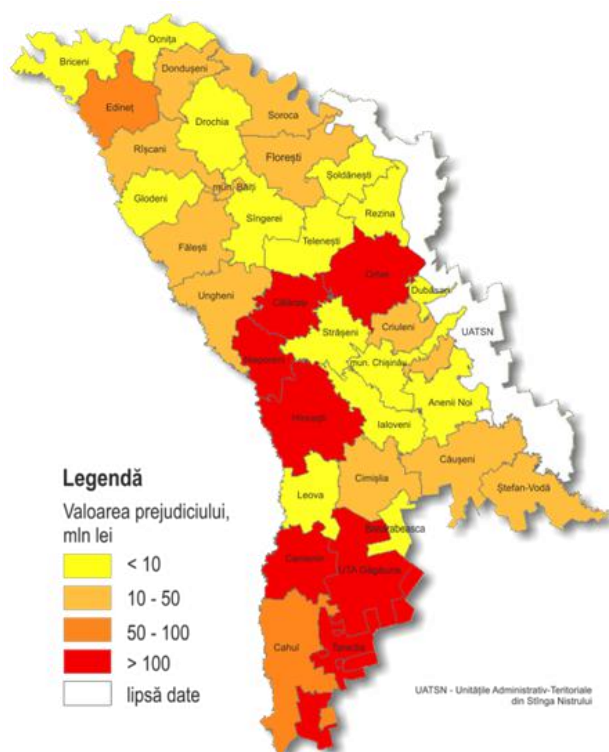 Ocnița
Briceni
Dondușeni
Edineț
Soroca
Drochia
Rîșcani
Florești
Șoldănești
mun. Bălți
Glodeni
Sîngerei
Rezina
Telenești
Fălești
Orhei
Ungheni
Călărași
Dubăsari
Criuleni
Strășeni
UATSN
Nisporeni
mun. Chișinău
Anenii Noi
Hîncești
Ialoveni
Căușeni
Cimișlia
Ștefan-Vodă
Leova
Basarabeasca
Cantemir
UTA Găgăuzia
Cahul
Taraclia
Legendă
Valoarea prejudiciului,
mln lei
< 10
10 - 50
50 - 100
> 100
lipsă date
UATSN - Unitățile Administrativ-Teritoriale
din Stînga Nistrului